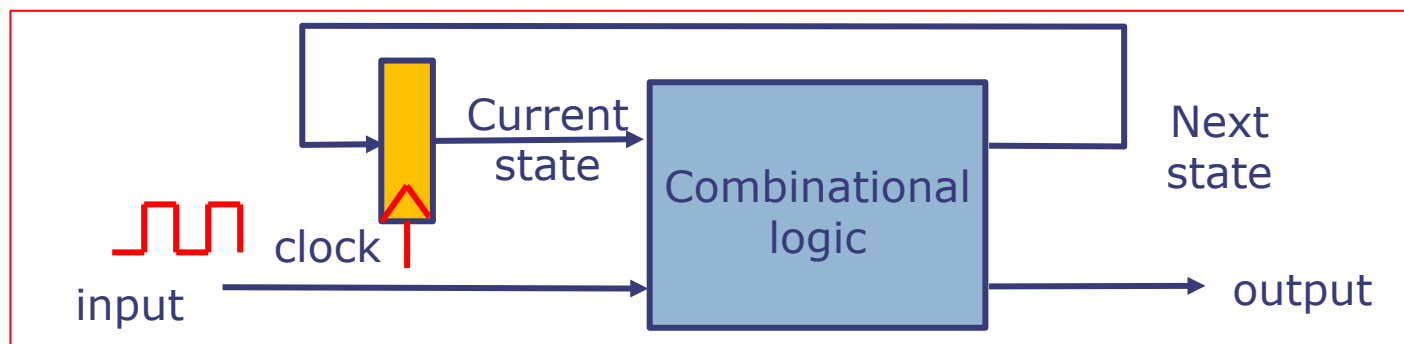 Current
state
Next
state
Combinational
logic
clock
input
output